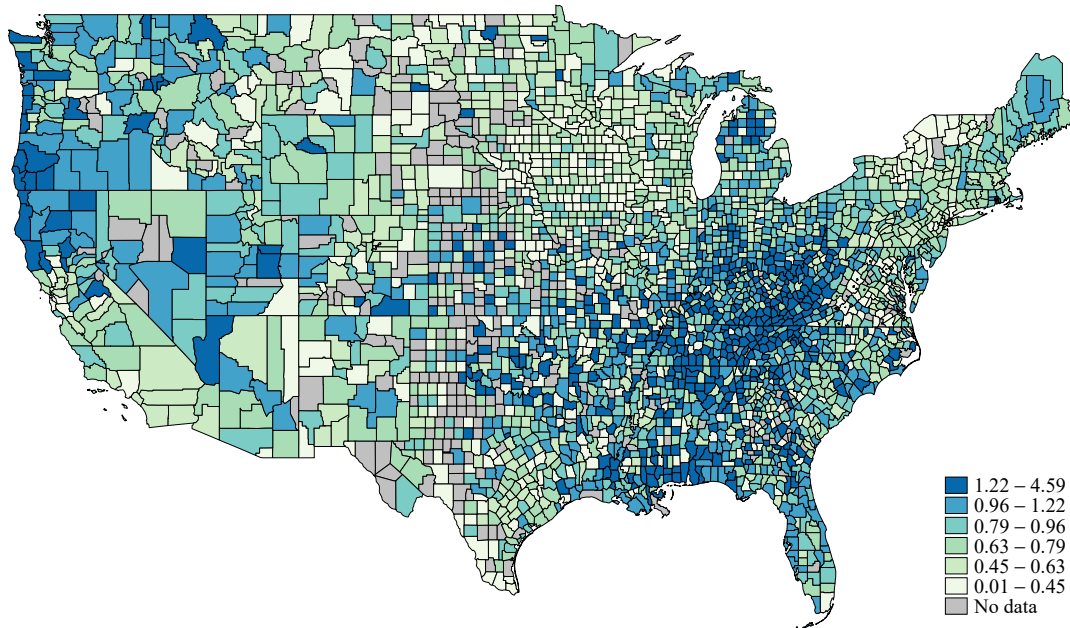 1.22 – 4.59
0.96 – 1.22
0.79 – 0.96
0.63 – 0.79
0.45 – 0.63
0.01 – 0.45
No data